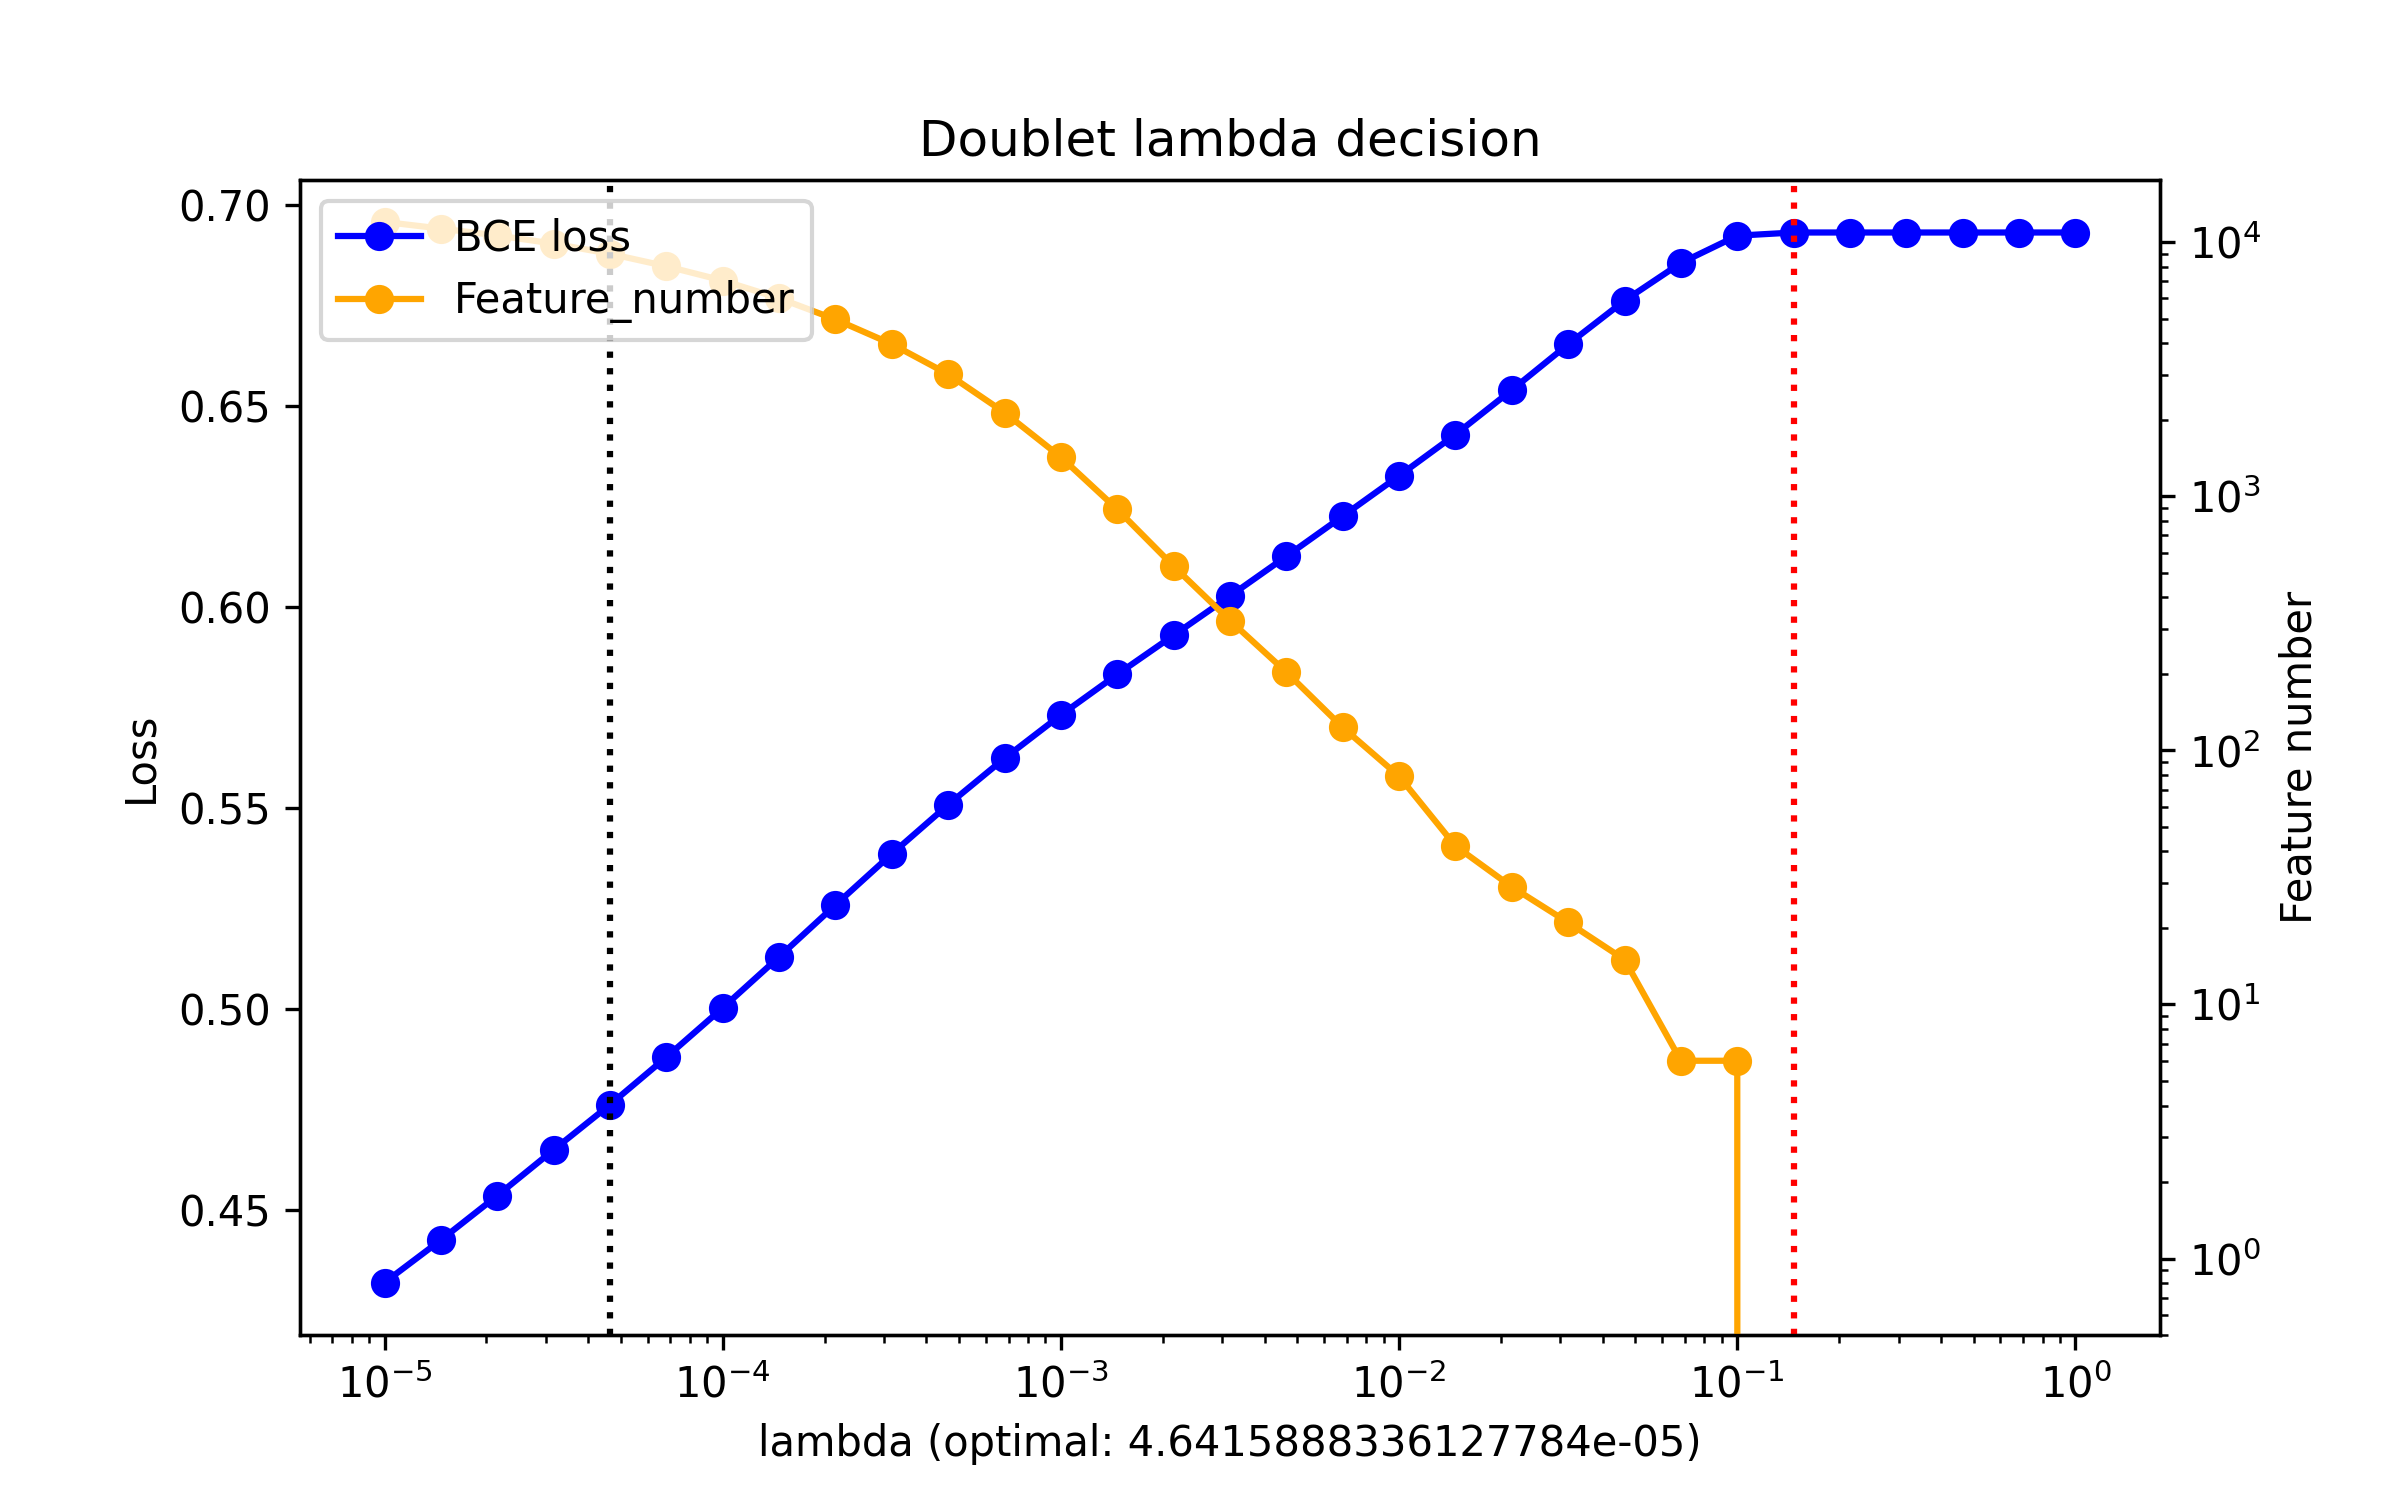 Doublet lambda decision
BCE loss
Feature_number
0.70
0.65
0.60
0.55
0.50
0.45
Loss
10⁴
10³
10²
10¹
10⁰
Feature number
10⁻⁵ 10⁻⁴ 10⁻³ 10⁻² 10⁻¹ 10⁰
lambda (optimal: 4.6415888336127784e-05)